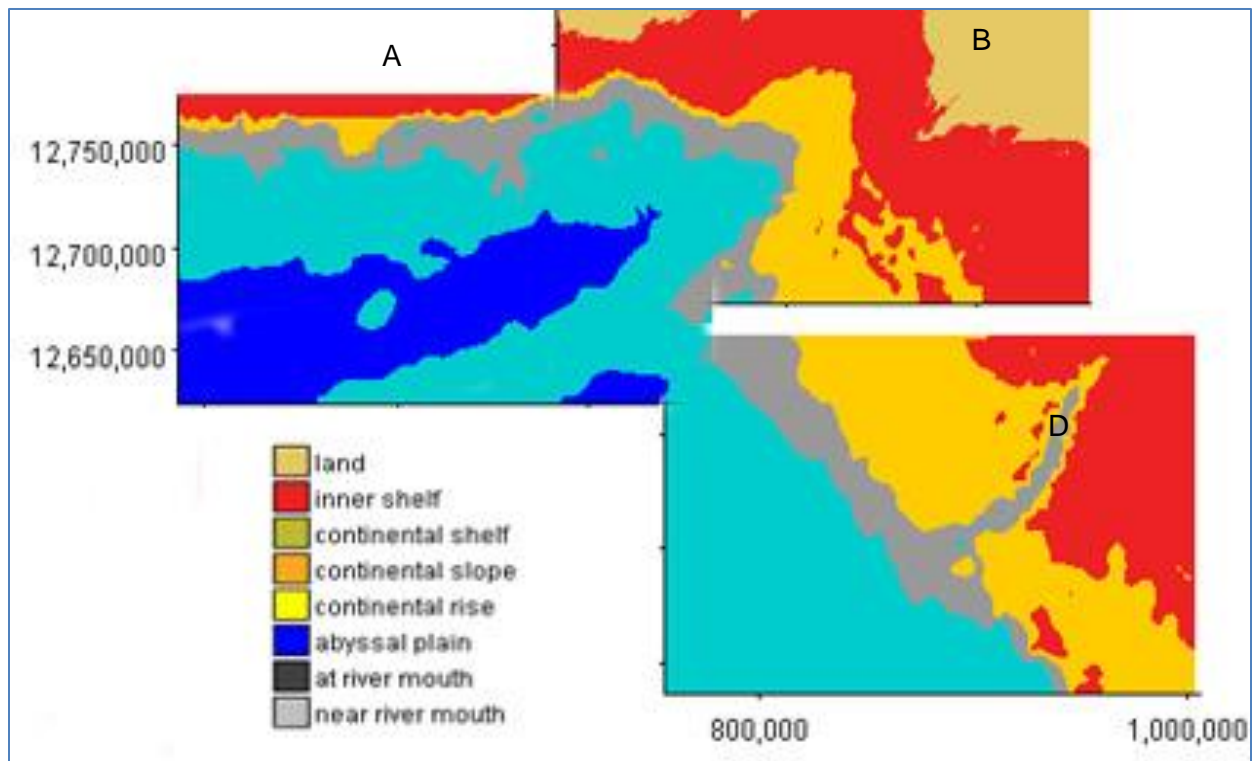 A
B
12,750,000
12,700,000
12,650,000
D
land
inner shelf
continental shelf
continental slope
continental rise
abyssal plain
at river mouth
near river mouth
800,000
1,000,000